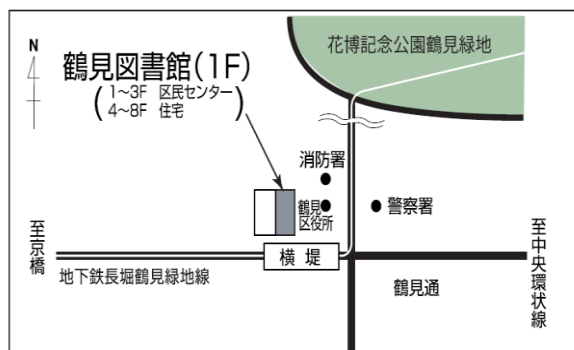 N
花博記念公園鶴見緑地
鶴見図書館(1F)
(1~3F 区民センター
4~8F 住宅)
消防署
鶴見
区役所
警察署
至京橋
横堤
至中央環状線
地下鉄長堀鶴見緑地線
鶴見通